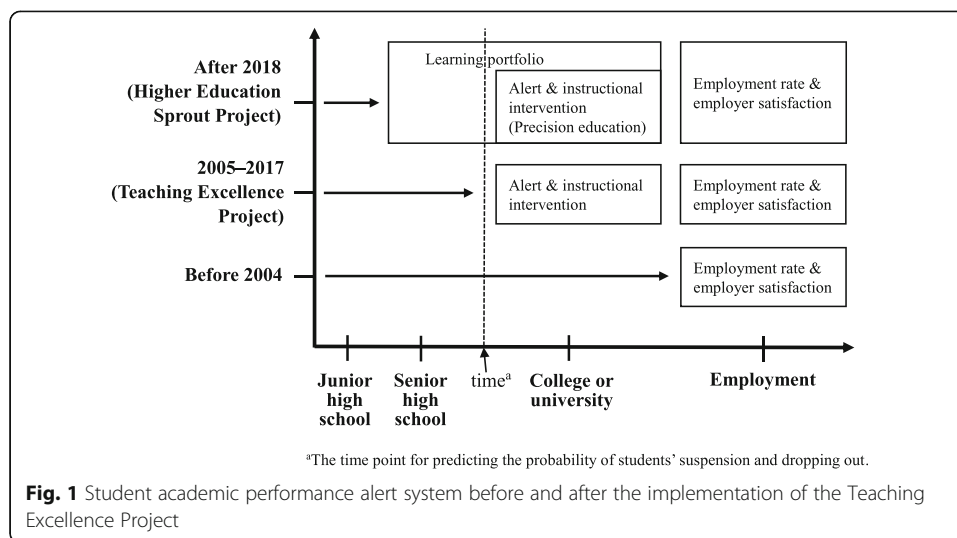 After 2018
(Higher Education
Sprout Project)
Learning portfolio
Alert & instructional
intervention
(Precision education)
Employment rate &
employer satisfaction
2005–2017
(Teaching Excellence
Project)
Alert & instructional
intervention
Employment rate &
employer satisfaction
Before 2004
Employment rate &
employer satisfaction
Junior
high
school
Senior
high
school
timeᵃ
College or
university
Employment
ᵃThe time point for predicting the probability of students’ suspension and dropping out.
Fig. 1 Student academic performance alert system before and after the implementation of the Teaching
Excellence Project